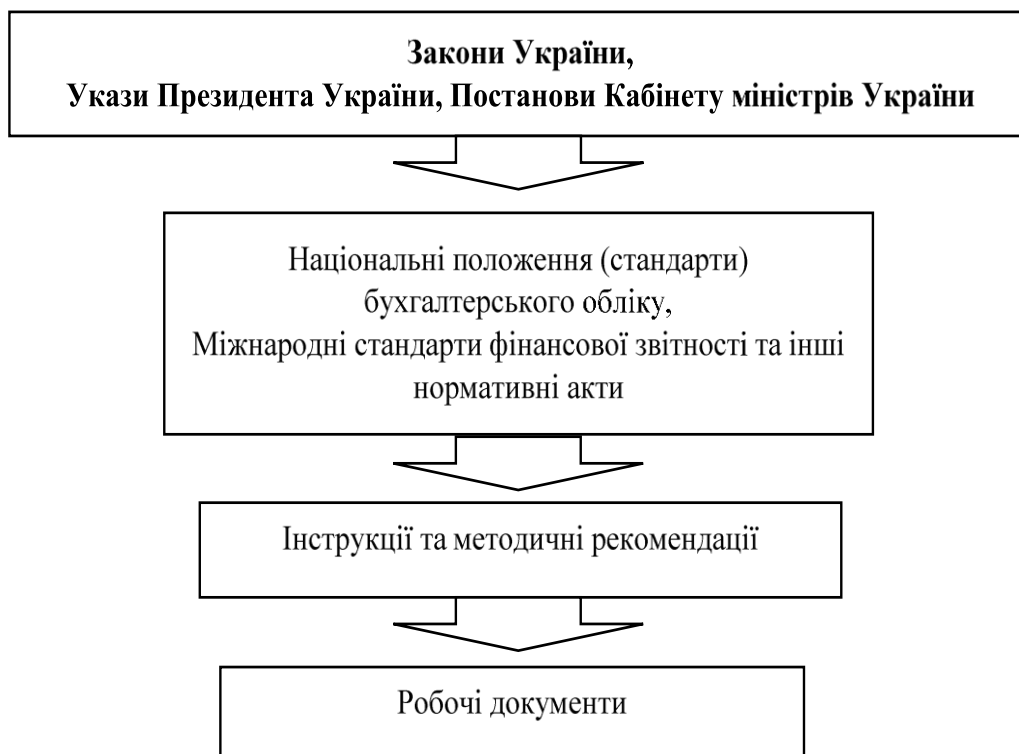 Закони України,
Укази Президента України, Постанови Кабінету міністрів України
Національні положення (стандарти)
бухгалтерського обліку,
Міжнародні стандарти фінансової звітності та інші
нормативні акти
Інструкції та методичні рекомендації
Робочі документи